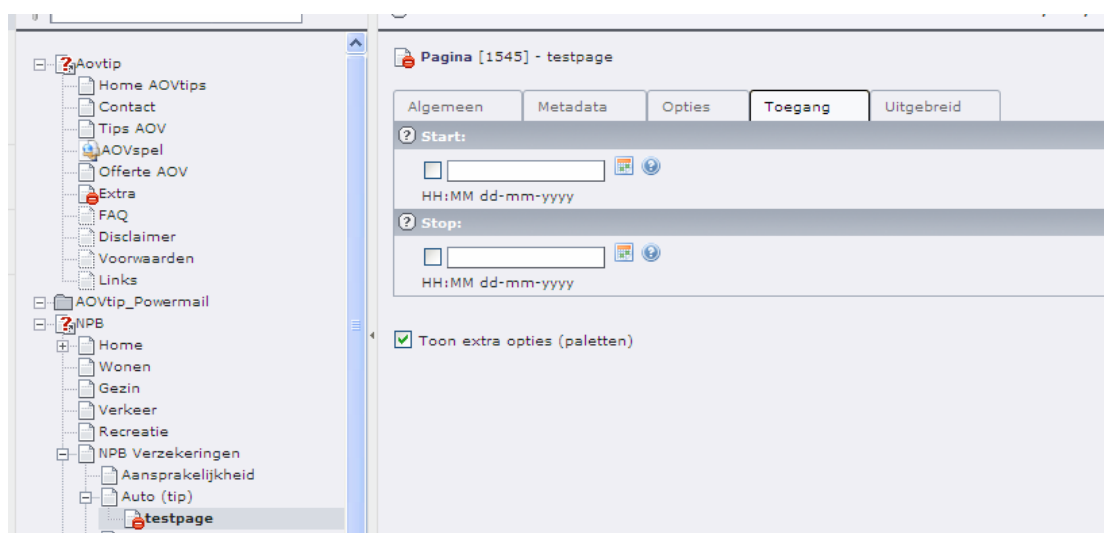 Aovtip
Home AOVtips
Contact
Tips AOV
AOVspel
Offerte AOV
Extra
FAQ
Disclaimer
Voorwaarden
Links
AOVtip_Powermail
NPB
Home
Wonen
Gezin
Verkeer
Recreatie
NPB Verzekeringen
Aansprakelijkheid
Auto (tip)
testpage
Pagina [1545] - testpage
Algemeen Metadata Opties Toegang Uitgebreid
Start:
HH:MM dd-mm-yyyy
Stop:
HH:MM dd-mm-yyyy
Toon extra opties (paletten)